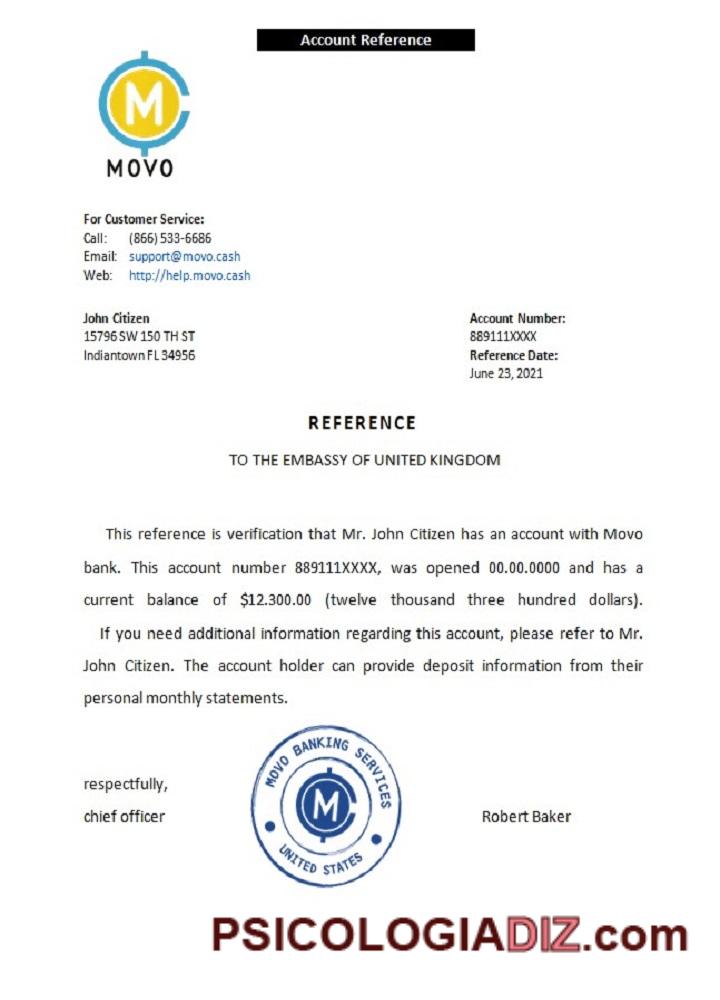 Account Reference
M
MOVO
For Customer Service:
Call: (866) 533-6686
Email: support@movo.cash
Web: http://help.movo.cash
John Citizen
15796 SW 150 TH ST
Indiantown FL 34956
Account Number:
889111XXXX
Reference Date:
June 23, 2021
REFERENCE
TO THE EMBASSY OF UNITED KINGDOM
This reference is verification that Mr. John Citizen has an account with Movo
bank. This account number 889111XXXX, was opened 00.00.0000 and has a
current balance of $12.300.00 (twelve thousand three hundred dollars).
If you need additional information regarding this account, please refer to Mr.
John Citizen. The account holder can provide deposit information from their
personal monthly statements.
respectfully,
chief officer
MOVO BANKING SERVICES
M
UNITED STATES
Robert Baker
PSICOLOGIADIZ.com